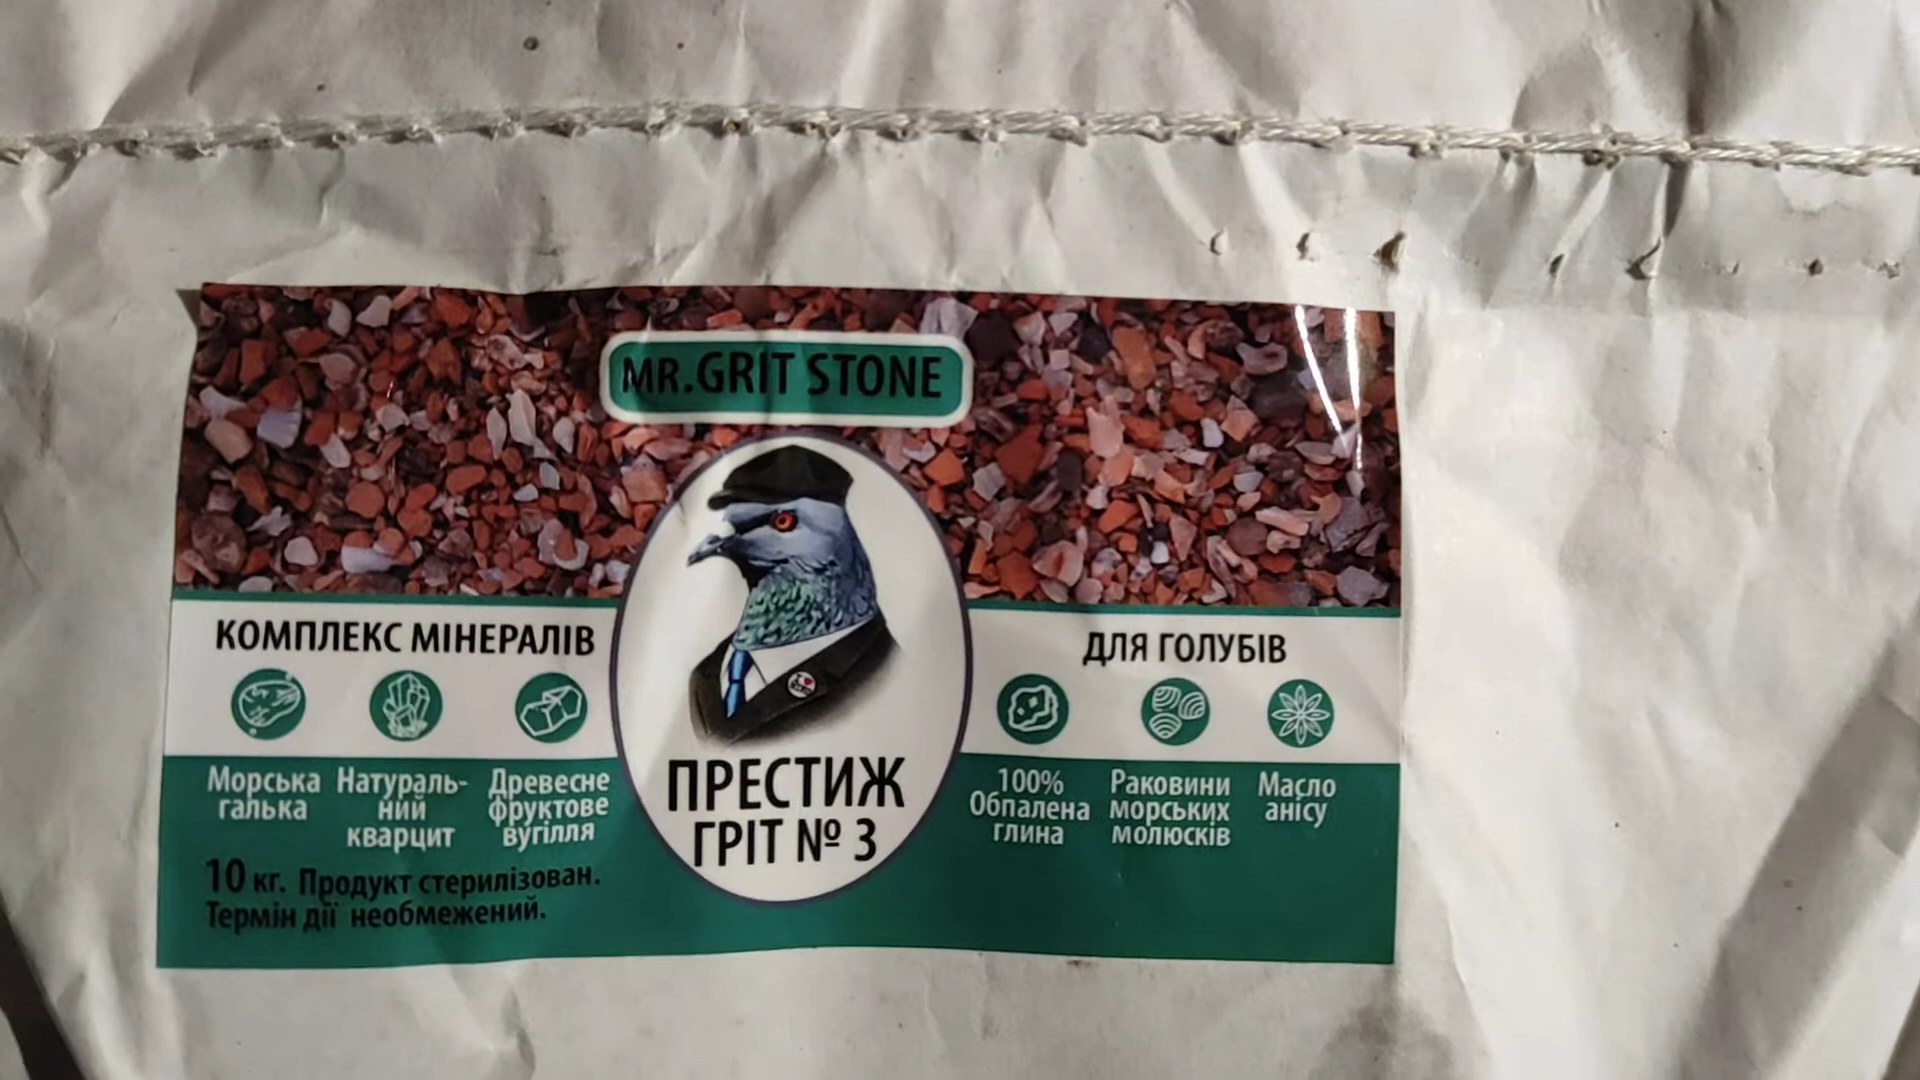 MR.GRIT STONE
КОМПЛЕКС МІНЕРАЛІВ
ДЛЯ ГОЛУБІВ
Морська
галька
Натураль-
ний
кварцит
Древесне
фруктове
вугілля
ПРЕСТИЖ
ГРІТ № 3
100%
Обпалена
глина
Раковини
морських
молюсків
Масло
анісу
10 кг. Продукт стерилізован.
Термін дії необмежений.